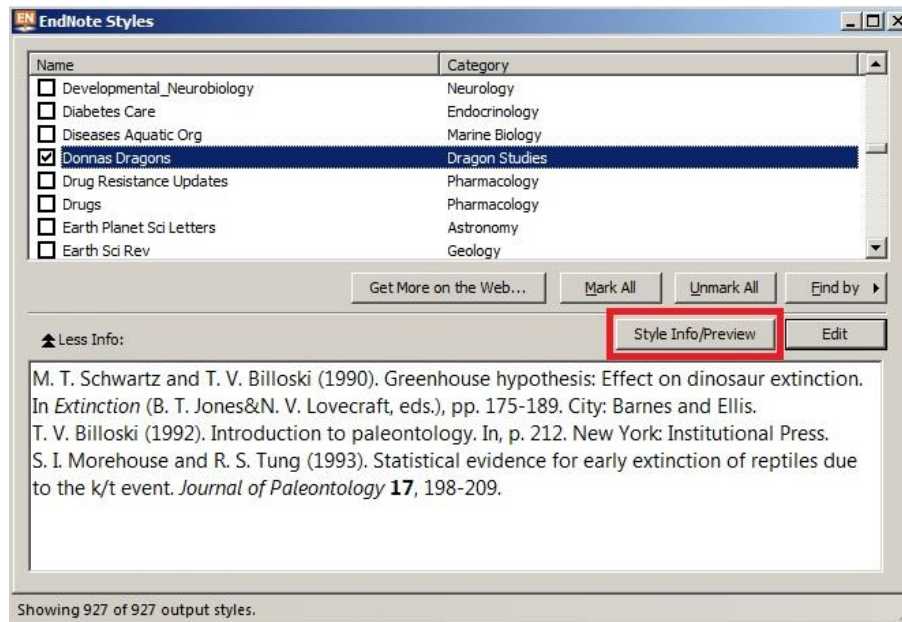 EN EndNote Styles
Name Category
Developmental_Neurobiology Neurology
Diabetes Care Endocrinology
Diseases Aquatic Org Marine Biology
Donnas Dragons Dragon Studies
Drug Resistance Updates Pharmacology
Drugs Pharmacology
Earth Planet Sci Letters Astronomy
Earth Sci Rev Geology
Get More on the Web... Mark All Unmark All Find by
Less Info: Style Info/Preview Edit
M. T. Schwartz and T. V. Billoski (1990). Greenhouse hypothesis: Effect on dinosaur extinction.
In Extinction (B. T. Jones&N. V. Lovecraft, eds.), pp. 175-189. City: Barnes and Ellis.
T. V. Billoski (1992). Introduction to paleontology. In, p. 212. New York: Institutional Press.
S. I. Morehouse and R. S. Tung (1993). Statistical evidence for early extinction of reptiles due
to the k/t event. Journal of Paleontology 17, 198-209.
Showing 927 of 927 output styles.